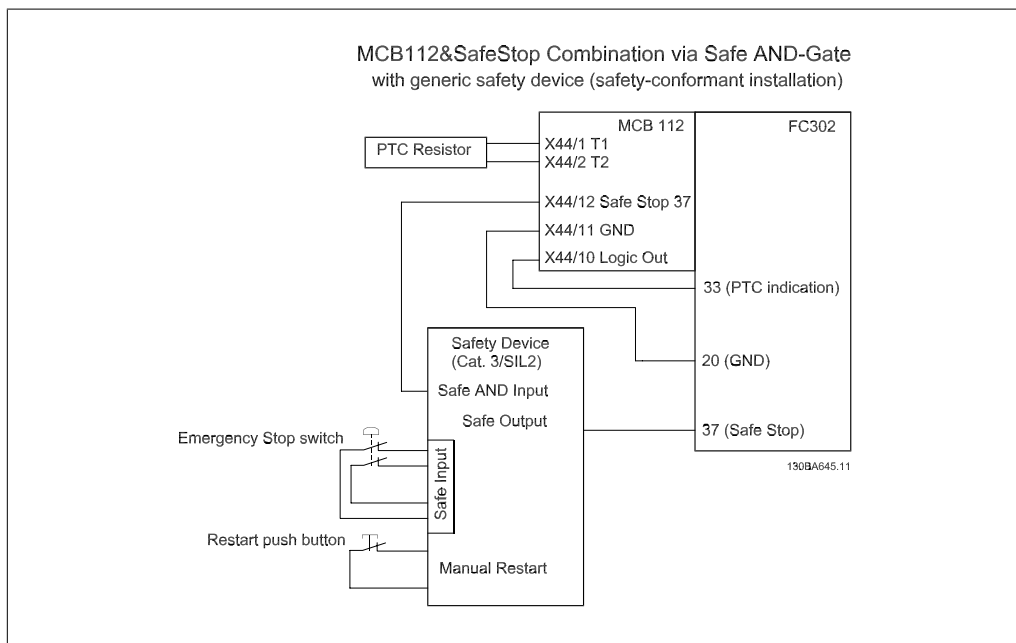 MCB112&SafeStop Combination via Safe AND-Gate
with generic safety device (safety-conformant installation)
MCB 112
FC302
PTC Resistor
X44/1 T1
X44/2 T2
X44/12 Safe Stop 37
X44/11 GND
X44/10 Logic Out
33 (PTC indication)
Safety Device
(Cat. 3/SIL2)
20 (GND)
Safe AND Input
Safe Output
37 (Safe Stop)
Emergency Stop switch
Safe Input
130BA645.11
Restart push button
Manual Restart